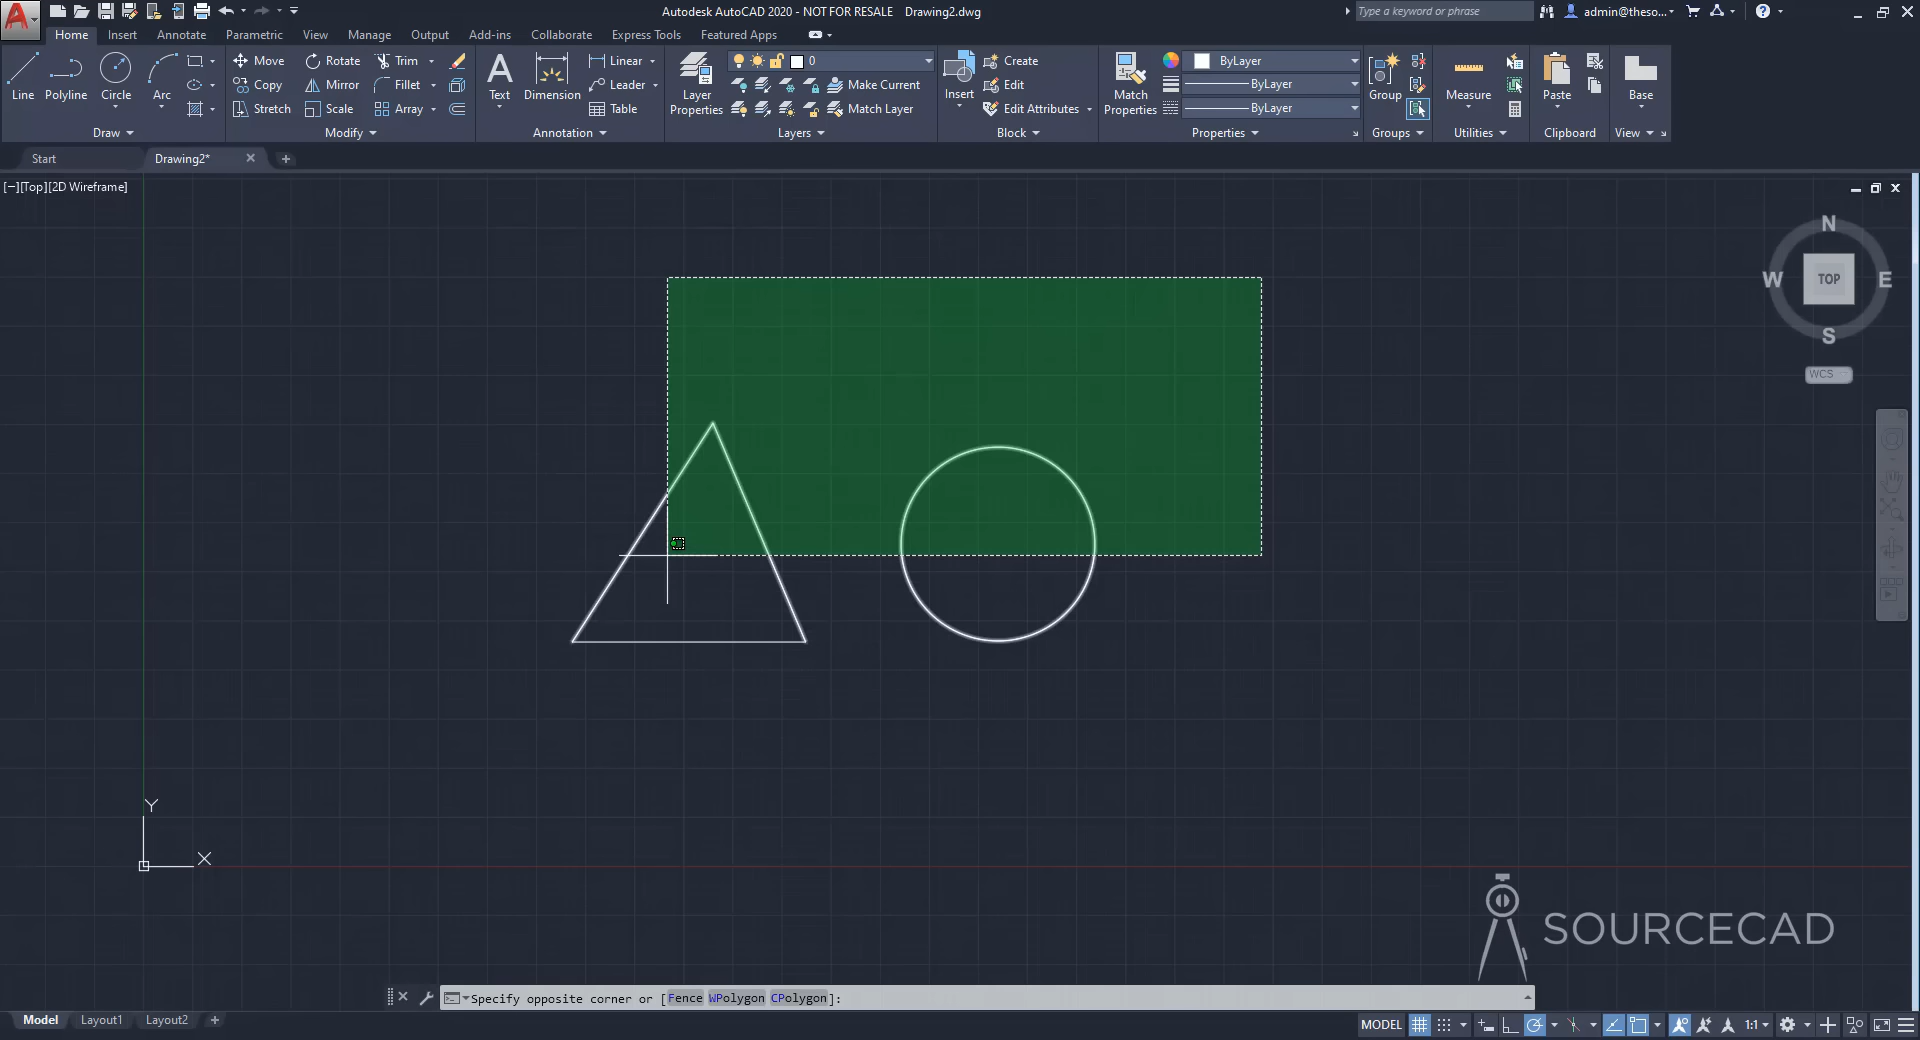 Autodesk AutoCAD 2020 - NOT FOR RESALE Drawing2.dwg
Type a keyword or phrase
admin@theso...
Home Insert Annotate Parametric View Manage Output Add-ins Collaborate Express Tools Featured Apps
Line
Polyline
Circle
Arc
Draw
Move
Rotate
Trim
Copy
Mirror
Fillet
Stretch
Scale
Array
Modify
A
Text
Dimension
Linear
Leader
Table
Annotation
Layer
Properties
0
Make Current
Match Layer
Layers
Insert
Create
Edit
Edit Attributes
Block
Match
Properties
ByLayer
ByLayer
ByLayer
Properties
Group
Groups
Measure
Utilities
Paste
Clipboard
Base
View
Start Drawing2*
[−][Top][2D Wireframe]
N
W TOP E
S
WCS
Y
X
SOURCECAD
Specify opposite corner or [Fence WPolygon CPolygon]:
Model Layout1 Layout2
MODEL 1:1